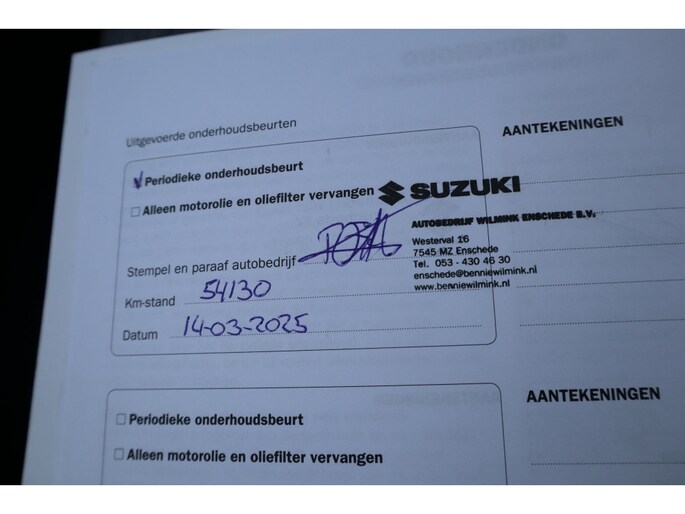 Uitgevoerde onderhoudsbeurten
AANTEKENINGEN
Periodieke onderhoudsbeurt
Alleen motorolie en oliefilter vervangen
SUZUKI
AUTOBEDRIJF WILMINK ENSCHEDE B.V.
Westerval 16
7545 MZ Enschede
Tel. 053 - 430 46 30
enschede@benniewilmink.nl
www.benniewilmink.nl
Stempel en paraaf autobedrijf
Km-stand 54130
Datum 14-03-2025
AANTEKENINGEN
Periodieke onderhoudsbeurt
Alleen motorolie en oliefilter vervangen